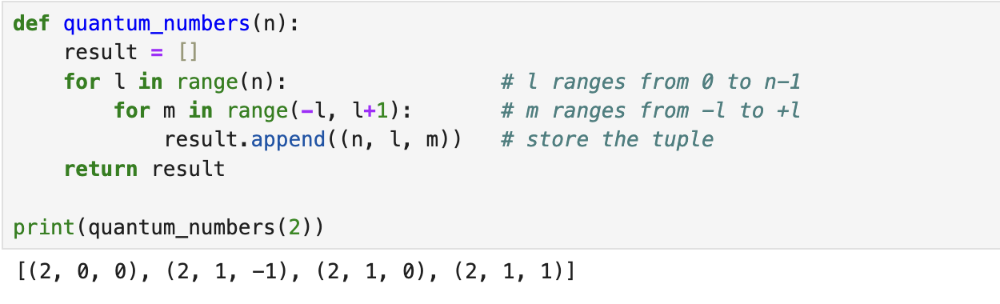 def quantum_numbers(n):
    result = []
    for l in range(n):                 # l ranges from 0 to n-1
        for m in range(-l, l+1):       # m ranges from -l to +l
            result.append((n, l, m))   # store the tuple
    return result

print(quantum_numbers(2))
[(2, 0, 0), (2, 1, -1), (2, 1, 0), (2, 1, 1)]